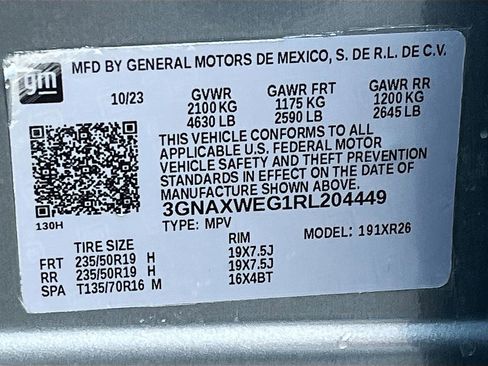 gm
MFD BY GENERAL MOTORS DE MEXICO, S. DE R.L. DE C.V.
10/23 GVWR GAWR FRT GAWR RR
2100 KG 1175 KG 1200 KG
4630 LB 2590 LB 2645 LB
THIS VEHICLE CONFORMS TO ALL
APPLICABLE U.S. FEDERAL MOTOR
VEHICLE SAFETY AND THEFT PREVENTION
STANDARDS IN EFFECT ON THE DATE OF
MANUFACTURE SHOWN ABOVE.
3GNAXWEG1RL204449
130H
TYPE: MPV MODEL: 191XR26
TIRE SIZE RIM
FRT 235/50R19 H 19X7.5J
RR 235/50R19 H 19X7.5J
SPA T135/70R16 M 16X4BT